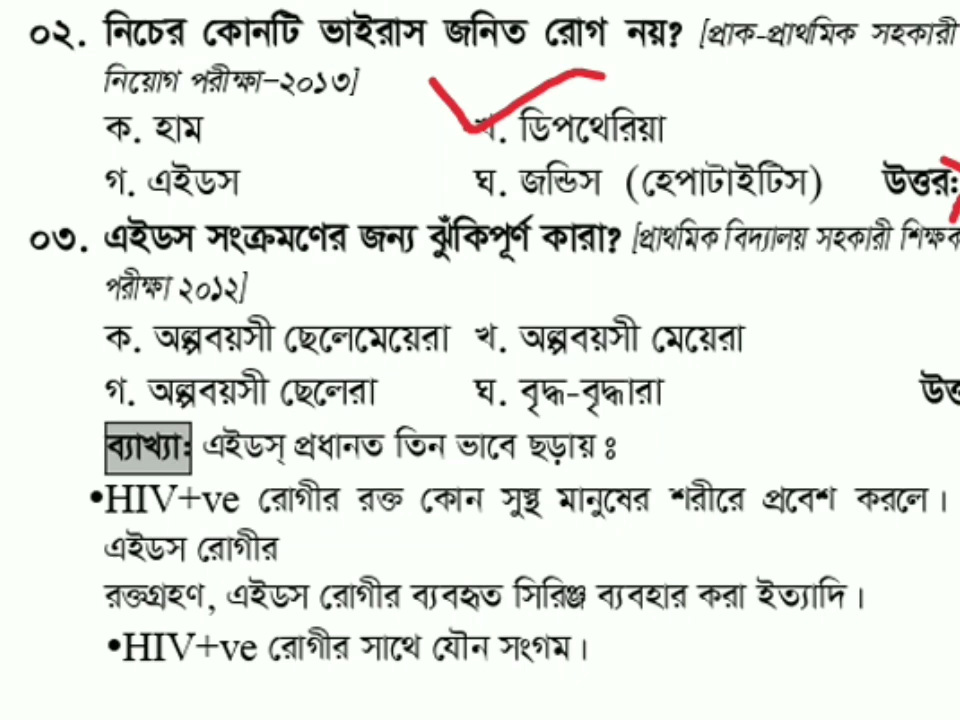 ০২. নিচের কোনটি ভাইরাস জনিত রোগ নয়? [প্রাক-প্রাথমিক সহকারী
নিয়োগ পরীক্ষা–২০১৩]
ক. হাম খ. ডিপথেরিয়া
গ. এইডস ঘ. জন্ডিস (হেপাটাইটিস) উত্তর:
০৩. এইডস সংক্রমণের জন্য ঝুঁকিপূর্ণ কারা? [প্রাথমিক বিদ্যালয় সহকারী শিক্ষক
পরীক্ষা ২০১২]
ক. অল্পবয়সী ছেলেমেয়েরা খ. অল্পবয়সী মেয়েরা
গ. অল্পবয়সী ছেলেরা ঘ. বৃদ্ধ-বৃদ্ধারা
ব্যাখ্যা: এইডস্ প্রধানত তিন ভাবে ছড়ায় ঃ
•HIV+ve রোগীর রক্ত কোন সুস্থ মানুষের শরীরে প্রবেশ করলে।
এইডস রোগীর
রক্তগ্রহণ, এইডস রোগীর ব্যবহৃত সিরিঞ্জ ব্যবহার করা ইত্যাদি।
•HIV+ve রোগীর সাথে যৌন সংগম।